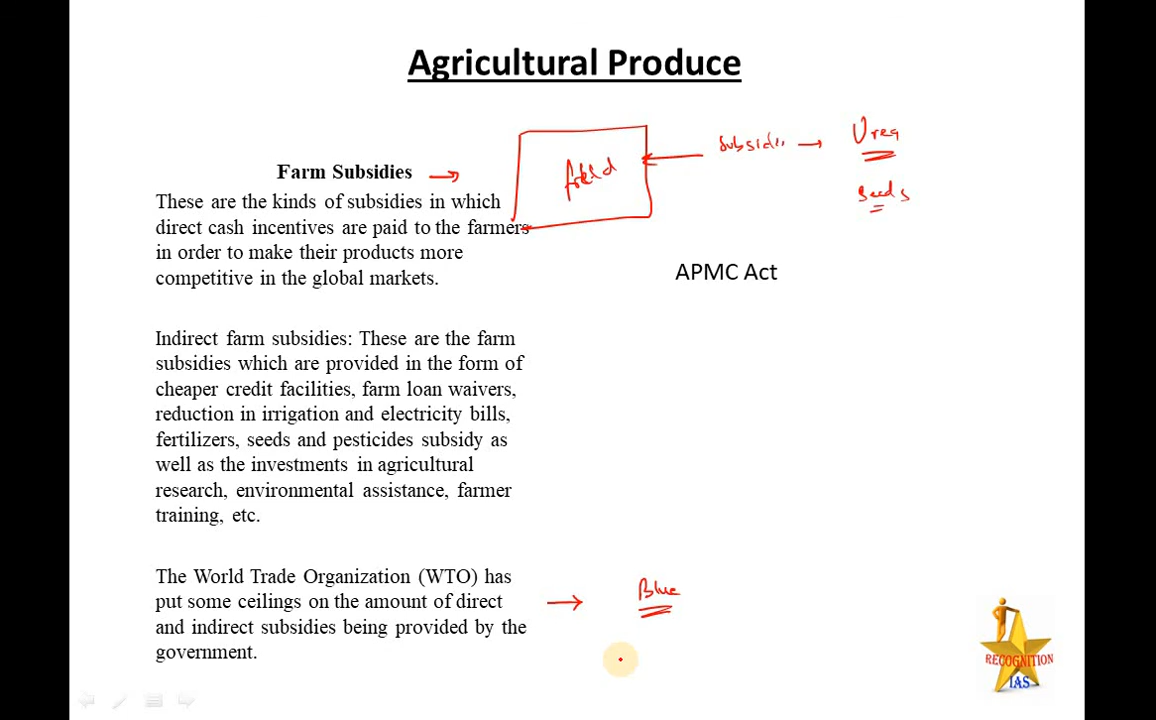 Agricultural Produce
Farm Subsidies
These are the kinds of subsidies in which
direct cash incentives are paid to the farmers
in order to make their products more
competitive in the global markets.
field
subsidies
Urea
seeds
APMC Act
Indirect farm subsidies: These are the farm
subsidies which are provided in the form of
cheaper credit facilities, farm loan waivers,
reduction in irrigation and electricity bills,
fertilizers, seeds and pesticides subsidy as
well as the investments in agricultural
research, environmental assistance, farmer
training, etc.
The World Trade Organization (WTO) has
put some ceilings on the amount of direct
and indirect subsidies being provided by the
government.
Blue
RECOGNITION
IAS